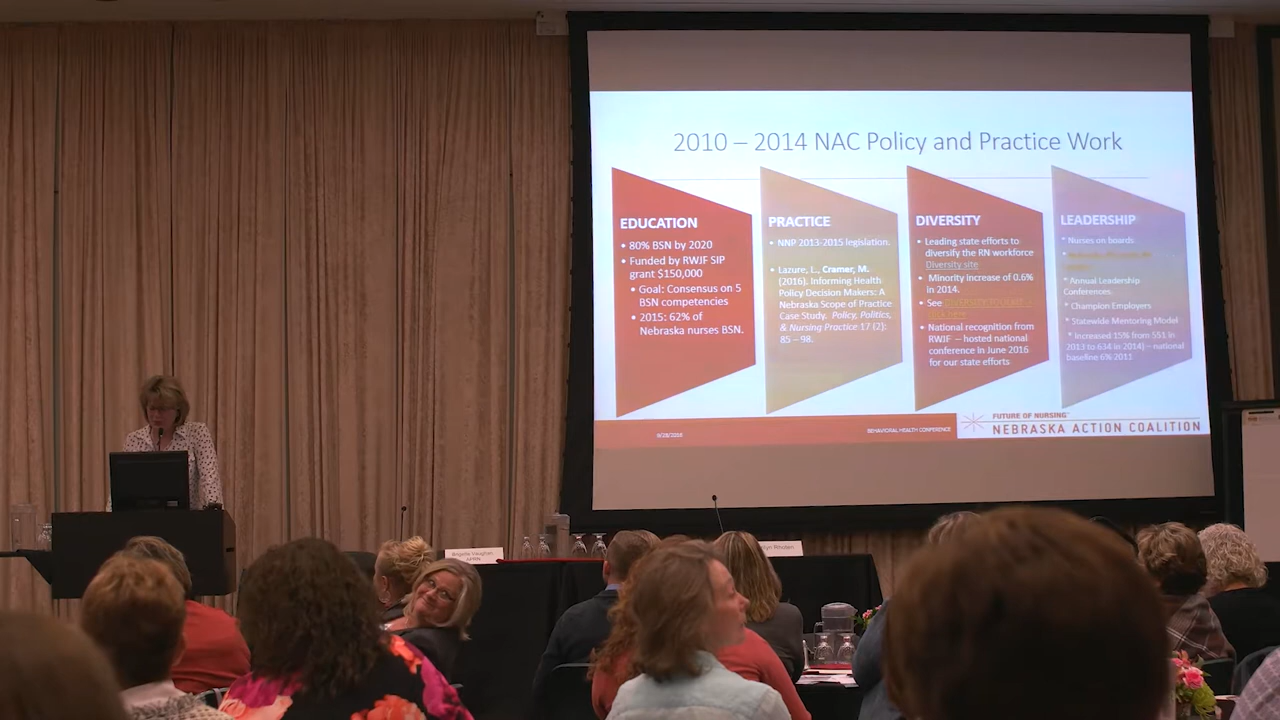 2010 – 2014 NAC Policy and Practice Work
EDUCATION
• 80% BSN by 2020
• Funded by RWJF SIP
grant $150,000
• Goal: Consensus on 5
BSN competencies
• 2015: 62% of
Nebraska nurses BSN.
PRACTICE
• NNP 2013-2015 legislation.
• Lazure, L., Cramer, M.
(2016). Informing Health
Policy Decision Makers: A
Nebraska Scope of Practice
Case Study. Policy, Politics,
& Nursing Practice 17 (2):
85 – 98.
DIVERSITY
• Leading state efforts to
diversify the RN workforce
Diversity site
• Minority increase of 0.6%
in 2014.
• See
click here
• National recognition from
RWJF – hosted national
conference in June 2016
for our state efforts
LEADERSHIP
* Nurses on boards
* Annual Leadership
Conferences
* Champion Employers
* Statewide Mentoring Model
* Increased 15% from 551 in
2013 to 634 in 2014) – national
baseline 6% 2011
BEHAVIORAL HEALTH CONFERENCE
FUTURE OF NURSING™
NEBRASKA ACTION COALITION
Brigette Vaughan,